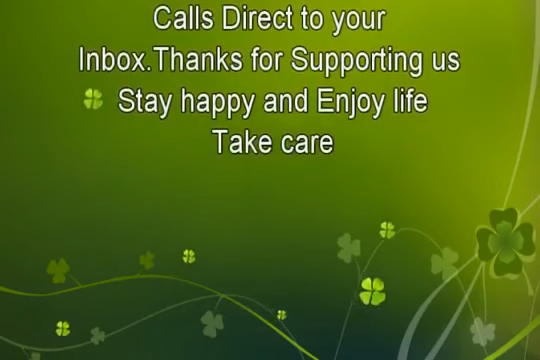 Calls Direct to your
Inbox.Thanks for Supporting us
Stay happy and Enjoy life
Take care